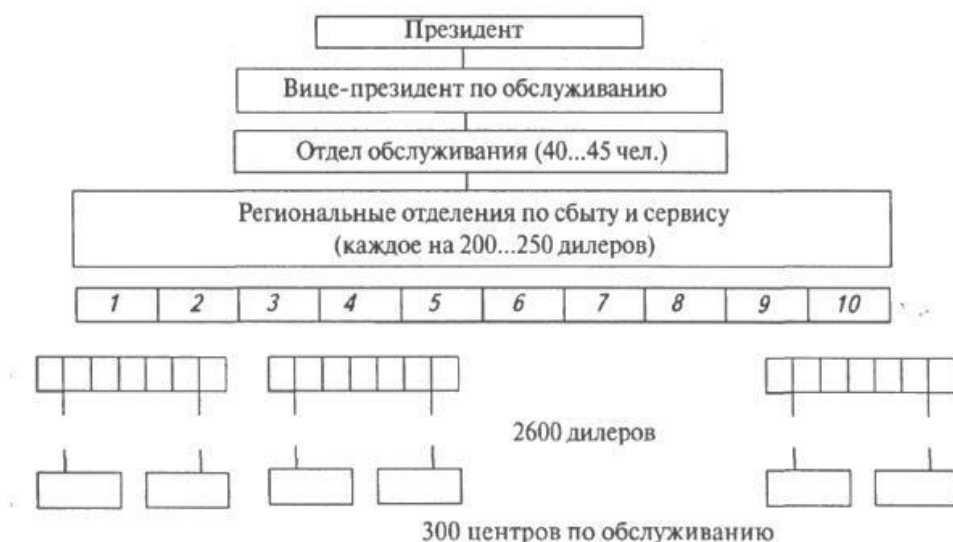 Президент
Вице-президент по обслуживанию
Отдел обслуживания (40...45 чел.)
Региональные отделения по сбыту и сервису
(каждое на 200...250 дилеров)
1 2 3 4 5 6 7 8 9 10
2600 дилеров
300 центров по обслуживанию